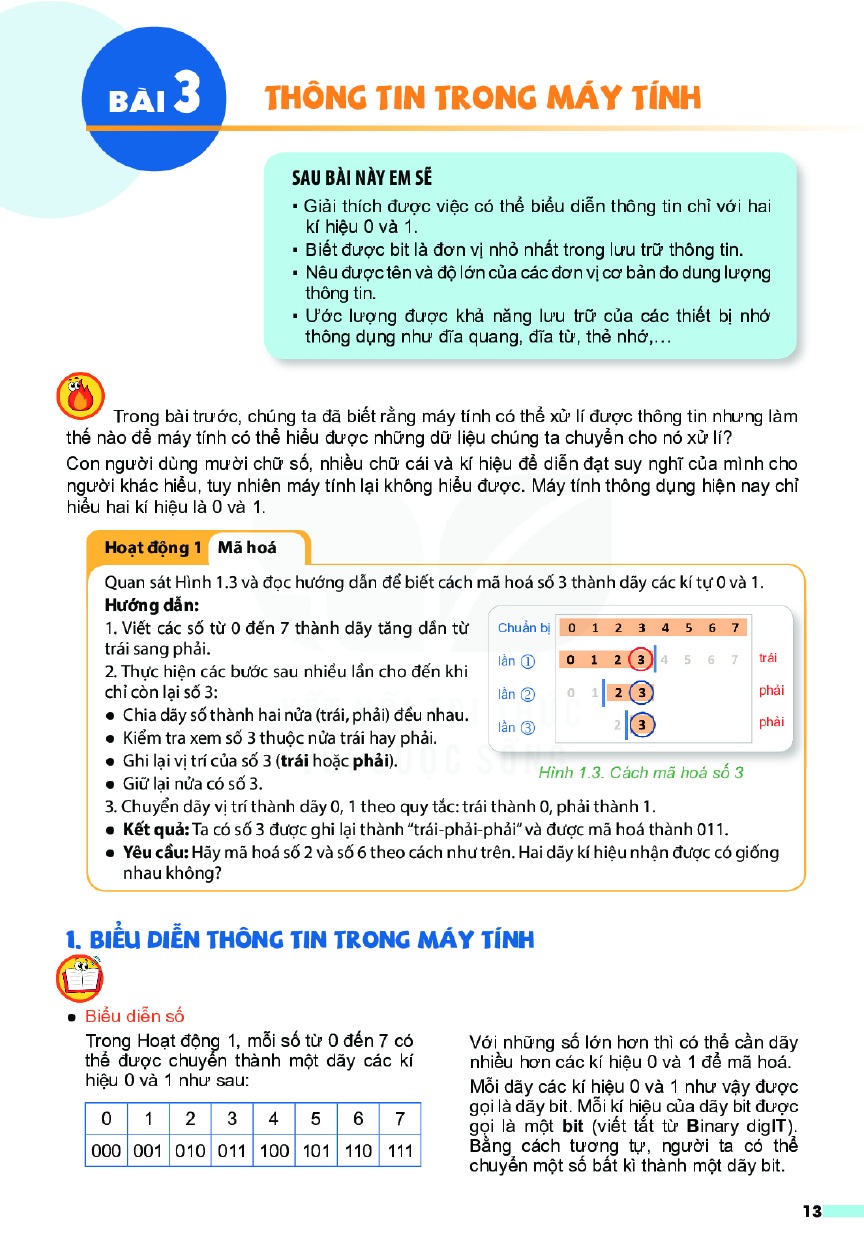 BÀI 3
THÔNG TIN TRONG MÁY TÍNH
SAU BÀI NÀY EM SẼ
▪ Giải thích được việc có thể biểu diễn thông tin chỉ với hai
kí hiệu 0 và 1.
▪ Biết được bit là đơn vị nhỏ nhất trong lưu trữ thông tin.
▪ Nêu được tên và độ lớn của các đơn vị cơ bản đo dung lượng
thông tin.
▪ Ước lượng được khả năng lưu trữ của các thiết bị nhớ
thông dụng như đĩa quang, đĩa từ, thẻ nhớ,…
Trong bài trước, chúng ta đã biết rằng máy tính có thể xử lí được thông tin nhưng làm
thế nào để máy tính có thể hiểu được những dữ liệu chúng ta chuyển cho nó xử lí?
Con người dùng mười chữ số, nhiều chữ cái và kí hiệu để diễn đạt suy nghĩ của mình cho
người khác hiểu, tuy nhiên máy tính lại không hiểu được. Máy tính thông dụng hiện nay chỉ
hiểu hai kí hiệu là 0 và 1.
Hoạt động 1 Mã hoá
Quan sát Hình 1.3 và đọc hướng dẫn để biết cách mã hoá số 3 thành dãy các kí tự 0 và 1.
Hướng dẫn:
1. Viết các số từ 0 đến 7 thành dãy tăng dần từ
trái sang phải.
2. Thực hiện các bước sau nhiều lần cho đến khi
chỉ còn lại số 3:
● Chia dãy số thành hai nửa (trái, phải) đều nhau.
● Kiểm tra xem số 3 thuộc nửa trái hay phải.
● Ghi lại vị trí của số 3 (trái hoặc phải).
● Giữ lại nửa có số 3.
Chuẩn bị 0 1 2 3 4 5 6 7
lần ① 0 1 2 3 4 5 6 7 trái
lần ② 0 1 2 3 phải
lần ③ 2 3 phải
Hình 1.3. Cách mã hoá số 3
3. Chuyển dãy vị trí thành dãy 0, 1 theo quy tắc: trái thành 0, phải thành 1.
● Kết quả: Ta có số 3 được ghi lại thành "trái-phải-phải" và được mã hoá thành 011.
● Yêu cầu: Hãy mã hoá số 2 và số 6 theo cách như trên. Hai dãy kí hiệu nhận được có giống
nhau không?
1. BIỂU DIỄN THÔNG TIN TRONG MÁY TÍNH
● Biểu diễn số
Trong Hoạt động 1, mỗi số từ 0 đến 7 có
thể được chuyển thành một dãy các kí
hiệu 0 và 1 như sau:
0 1 2 3 4 5 6 7
000 001 010 011 100 101 110 111
Với những số lớn hơn thì có thể cần dãy
nhiều hơn các kí hiệu 0 và 1 để mã hoá.
Mỗi dãy các kí hiệu 0 và 1 như vậy được
gọi là dãy bit. Mỗi kí hiệu của dãy bit được
gọi là một bit (viết tắt từ Binary digIT).
Bằng cách tương tự, người ta có thể
chuyển một số bất kì thành một dãy bit.
13